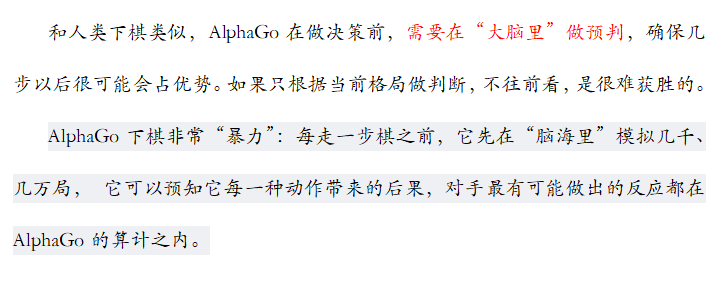 和人类下棋类似，AlphaGo 在做决策前，需要在“大脑里”做预判，确保几
步以后很可能会占优势。如果只根据当前格局做判断，不往前看，是很难获胜的。
AlphaGo 下棋非常“暴力”：每走一步棋之前，它先在“脑海里”模拟几千、
几万局， 它可以预知它每一种动作带来的后果，对手最有可能做出的反应都在
AlphaGo 的算计之内。